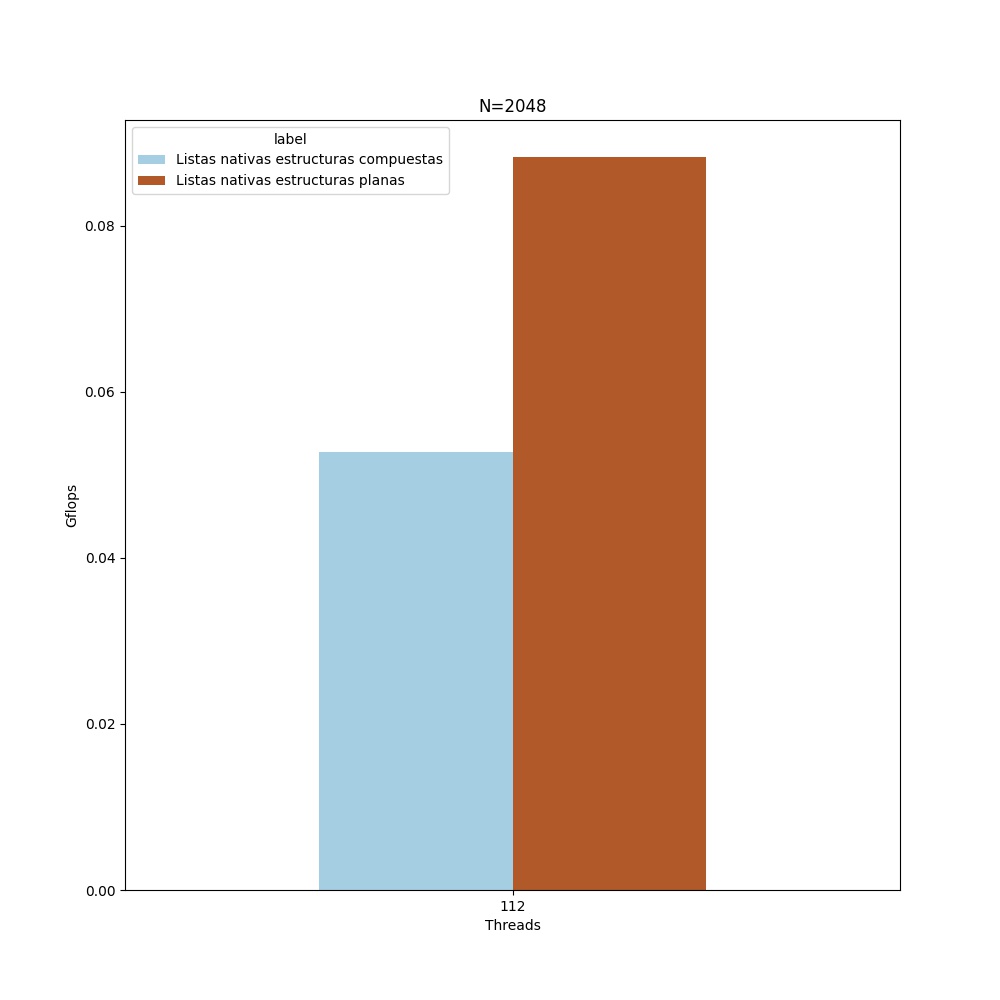 N=2048
label
Listas nativas estructuras compuestas
Listas nativas estructuras planas
0.08
0.06
0.04
0.02
0.00
Gflops
112
Threads